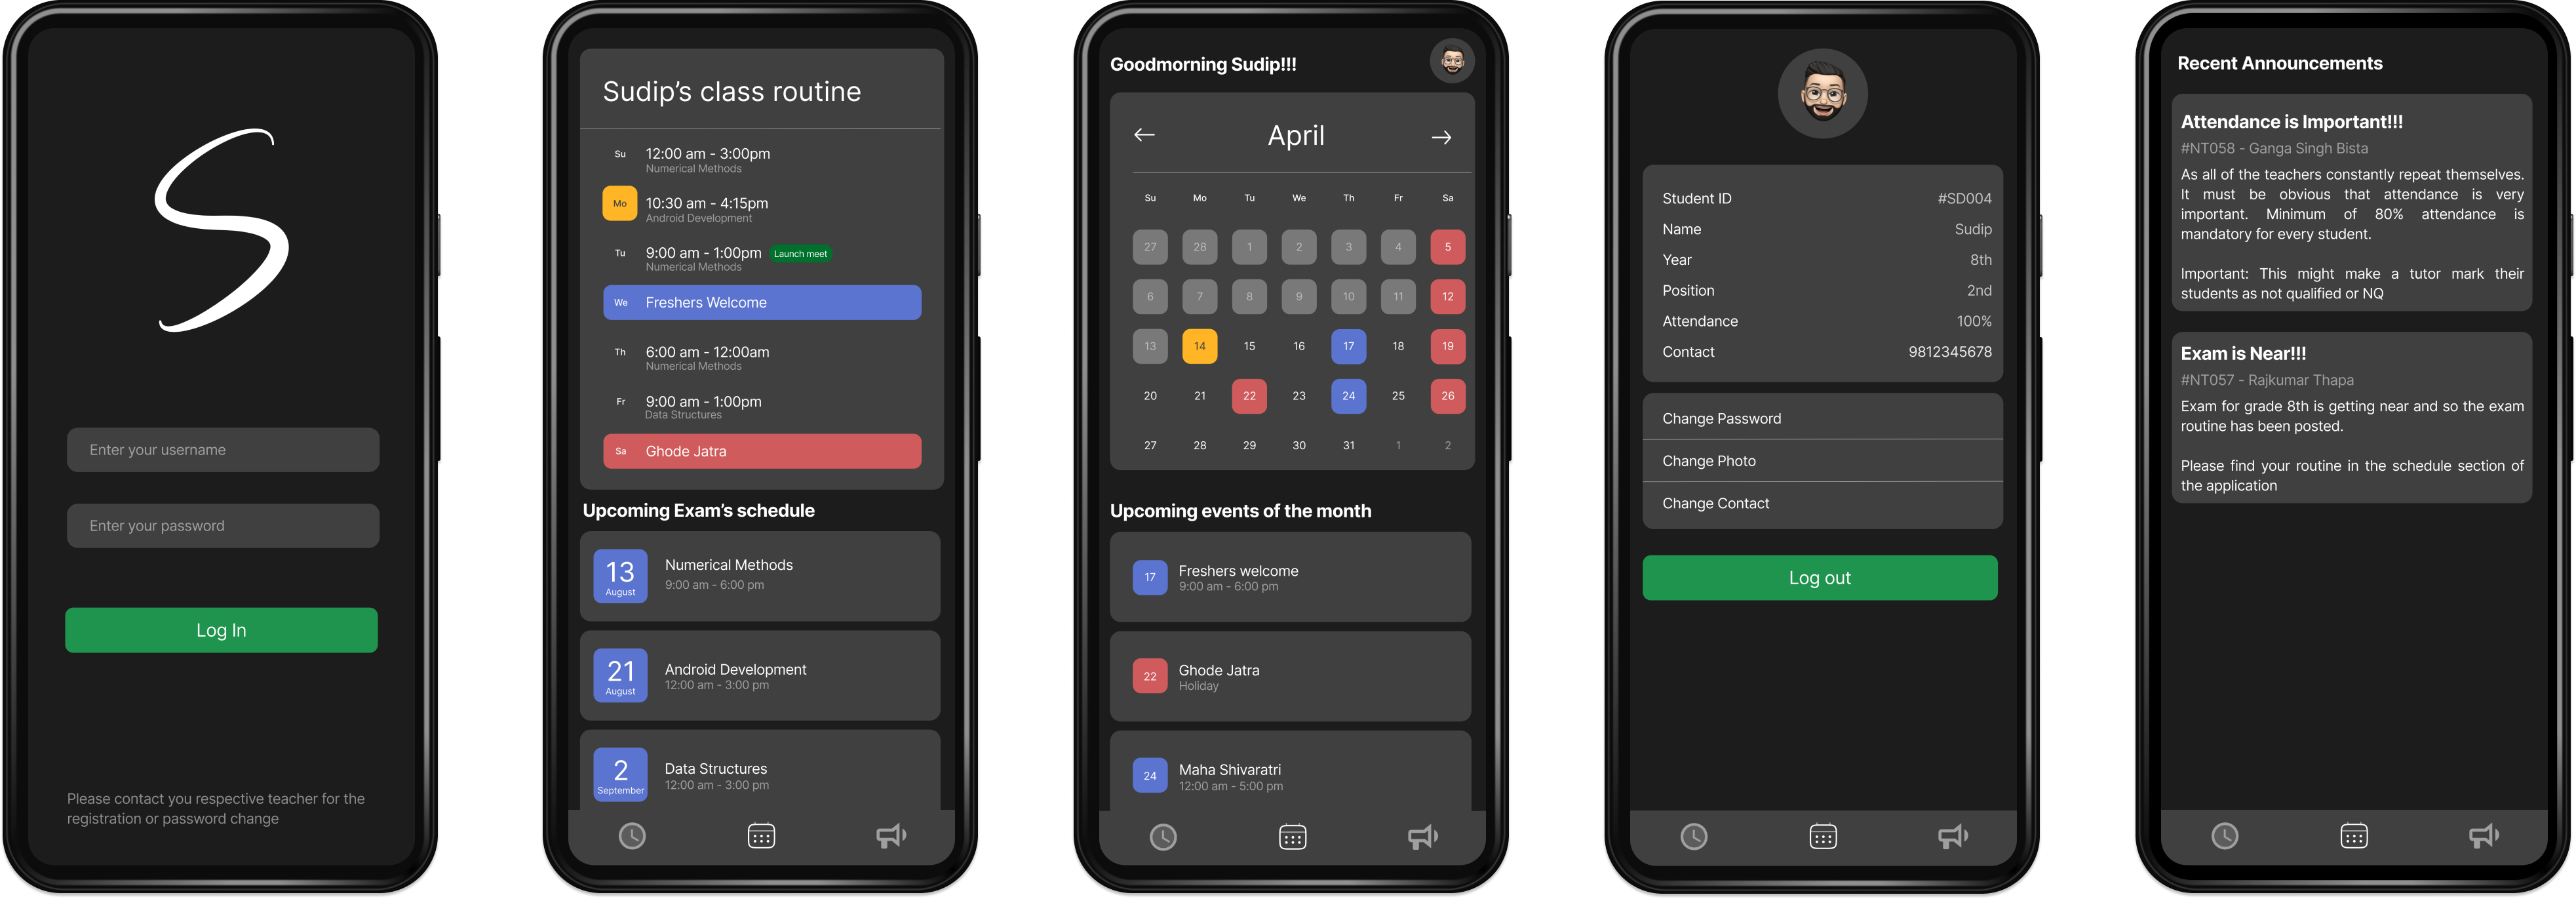 S
Enter your username
Enter your password
Log In
Please contact you respective teacher for the
registration or password change
Sudip's class routine
Su 12:00 am - 3:00pm
Numerical Methods
Mo 10:30 am - 4:15pm
Android Development
Tu 9:00 am - 1:00pm Launch meet
Numerical Methods
We Freshers Welcome
Th 6:00 am - 12:00am
Numerical Methods
Fr 9:00 am - 1:00pm
Data Structures
Sa Ghode Jatra
Upcoming Exam's schedule
13 Numerical Methods
August 9:00 am - 6:00 pm
21 Android Development
August 12:00 am - 3:00 pm
2 Data Structures
September 12:00 am - 3:00 pm
Goodmorning Sudip!!!
April
Su Mo Tu We Th Fr Sa
27 28 1 2 3 4 5
6 7 8 9 10 11 12
13 14 15 16 17 18 19
20 21 22 23 24 25 26
27 28 29 30 31 1 2
Upcoming events of the month
17 Freshers welcome
9:00 am - 6:00 pm
22 Ghode Jatra
Holiday
24 Maha Shivaratri
12:00 am - 5:00 pm
Student ID #SD004
Name Sudip
Year 8th
Position 2nd
Attendance 100%
Contact 9812345678
Change Password
Change Photo
Change Contact
Log out
Recent Announcements
Attendance is Important!!!
#NT058 - Ganga Singh Bista
As all of the teachers constantly repeat themselves.
It must be obvious that attendance is very
important. Minimum of 80% attendance is
mandatory for every student.
Important: This might make a tutor mark their
students as not qualified or NQ
Exam is Near!!!
#NT057 - Rajkumar Thapa
Exam for grade 8th is getting near and so the exam
routine has been posted.
Please find your routine in the schedule section of
the application